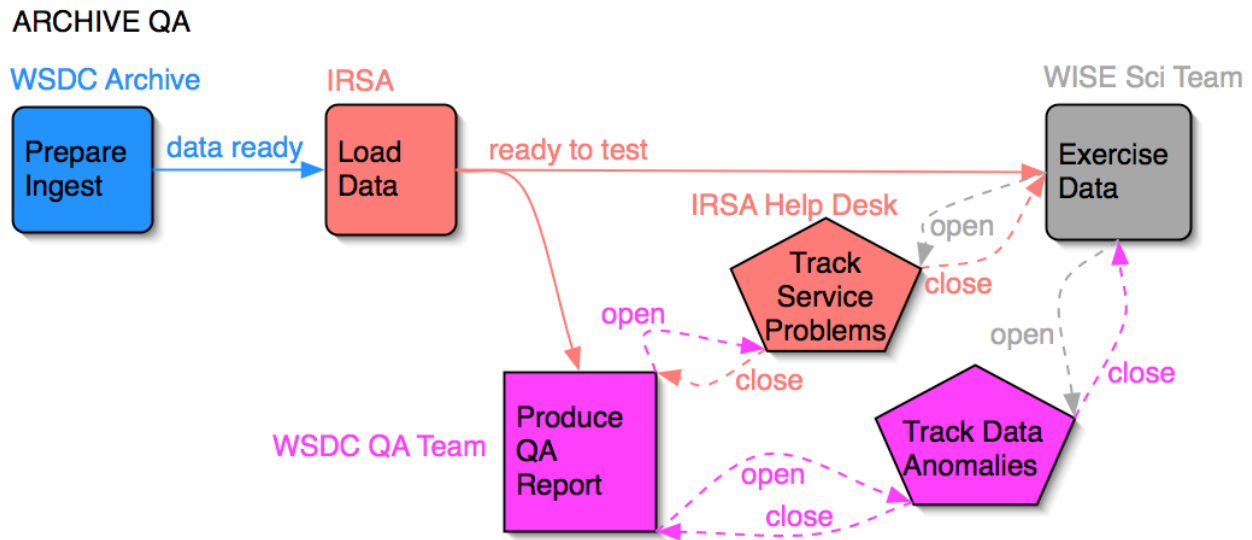 ARCHIVE QA
WSDC Archive
IRSA
WISE Sci Team
Prepare
Ingest
data ready
Load
Data
ready to test
Exercise
Data
IRSA Help Desk
open
close
Track
Service
Problems
open
close
open
close
WSDC QA Team
Produce
QA
Report
Track Data
Anomalies
open
close